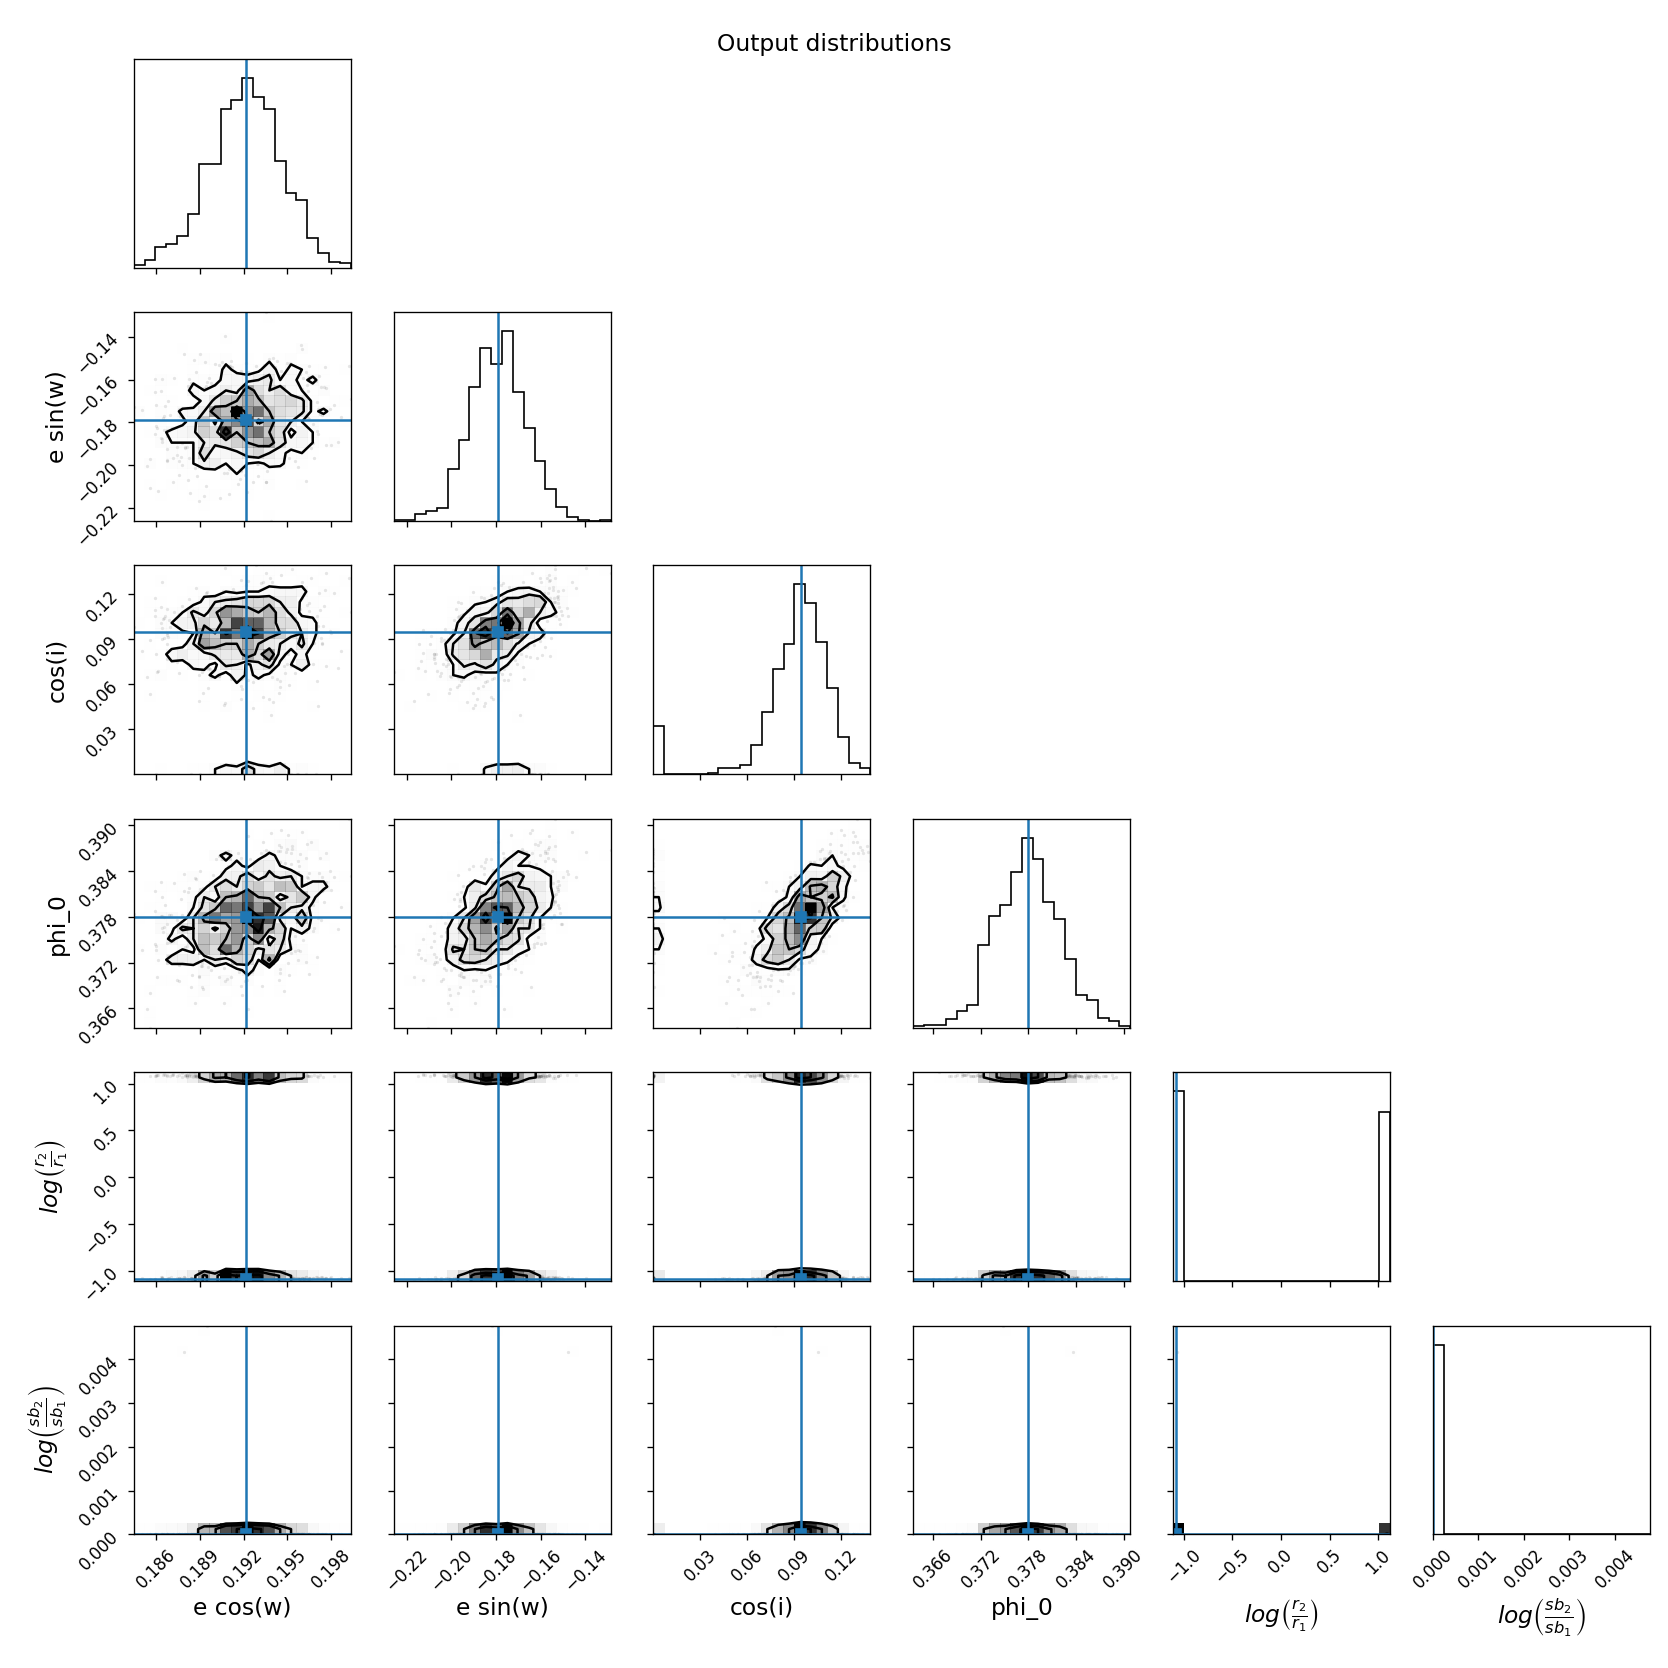 Output distributions
e sin(w)
−0.14
−0.16
−0.18
−0.20
−0.22
cos(i)
0.12
0.09
0.06
0.03
phi_0
0.390
0.384
0.378
0.372
0.366
log(r2/r1)
1.0
0.5
0.0
−0.5
−1.0
log(sb2/sb1)
0.004
0.003
0.002
0.001
0.000
0.186 0.189 0.192 0.195 0.198
−0.22 −0.20 −0.18 −0.16 −0.14
0.03 0.06 0.09 0.12
0.366 0.372 0.378 0.384 0.390
−1.0 −0.5 0.0 0.5 1.0
0.000 0.001 0.002 0.003 0.004
e cos(w)
e sin(w)
cos(i)
phi_0
log(r2/r1)
log(sb2/sb1)